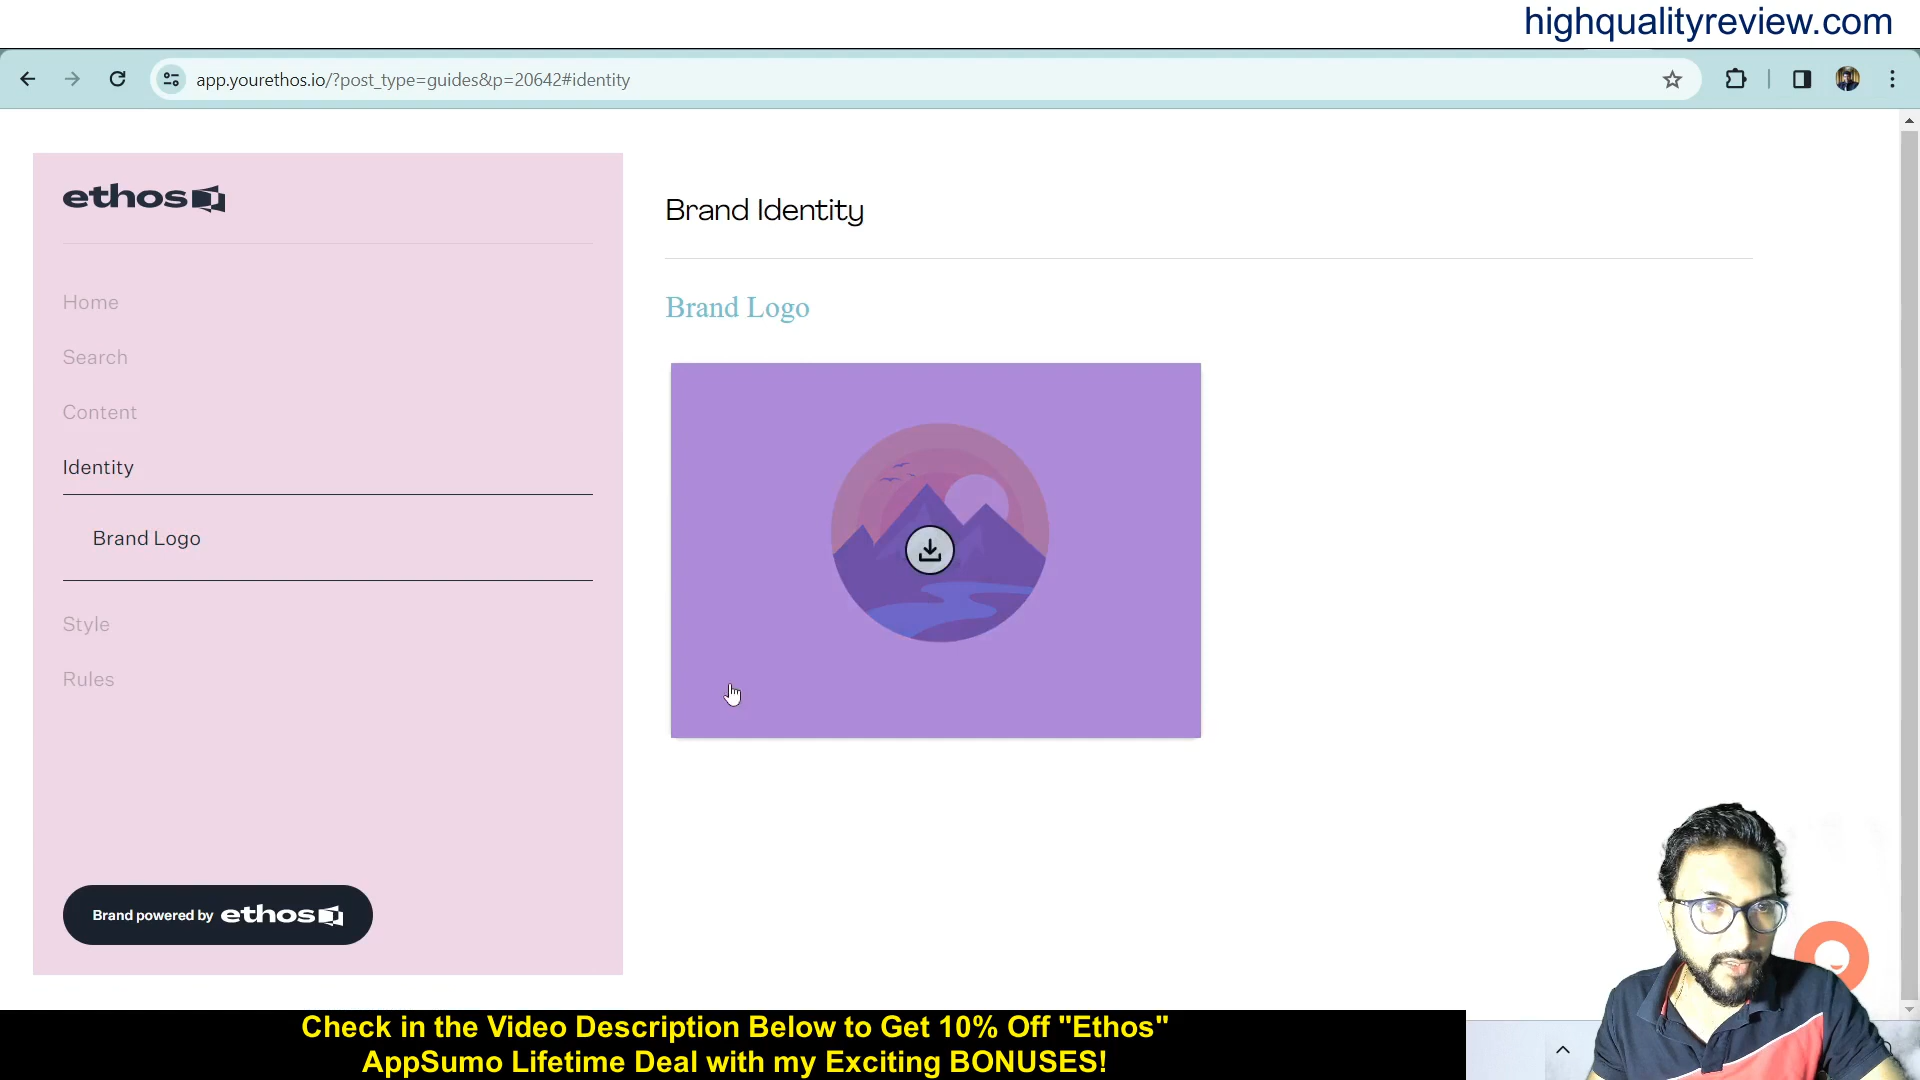 highqualityreview.com
app.yourethos.io/?post_type=guides&p=20642#identity
ethos
Home
Search
Content
Identity
Brand Logo
Style
Rules
Brand powered by ethos
Brand Identity
Brand Logo
Check in the Video Description Below to Get 10% Off "Ethos"
AppSumo Lifetime Deal with my Exciting BONUSES!